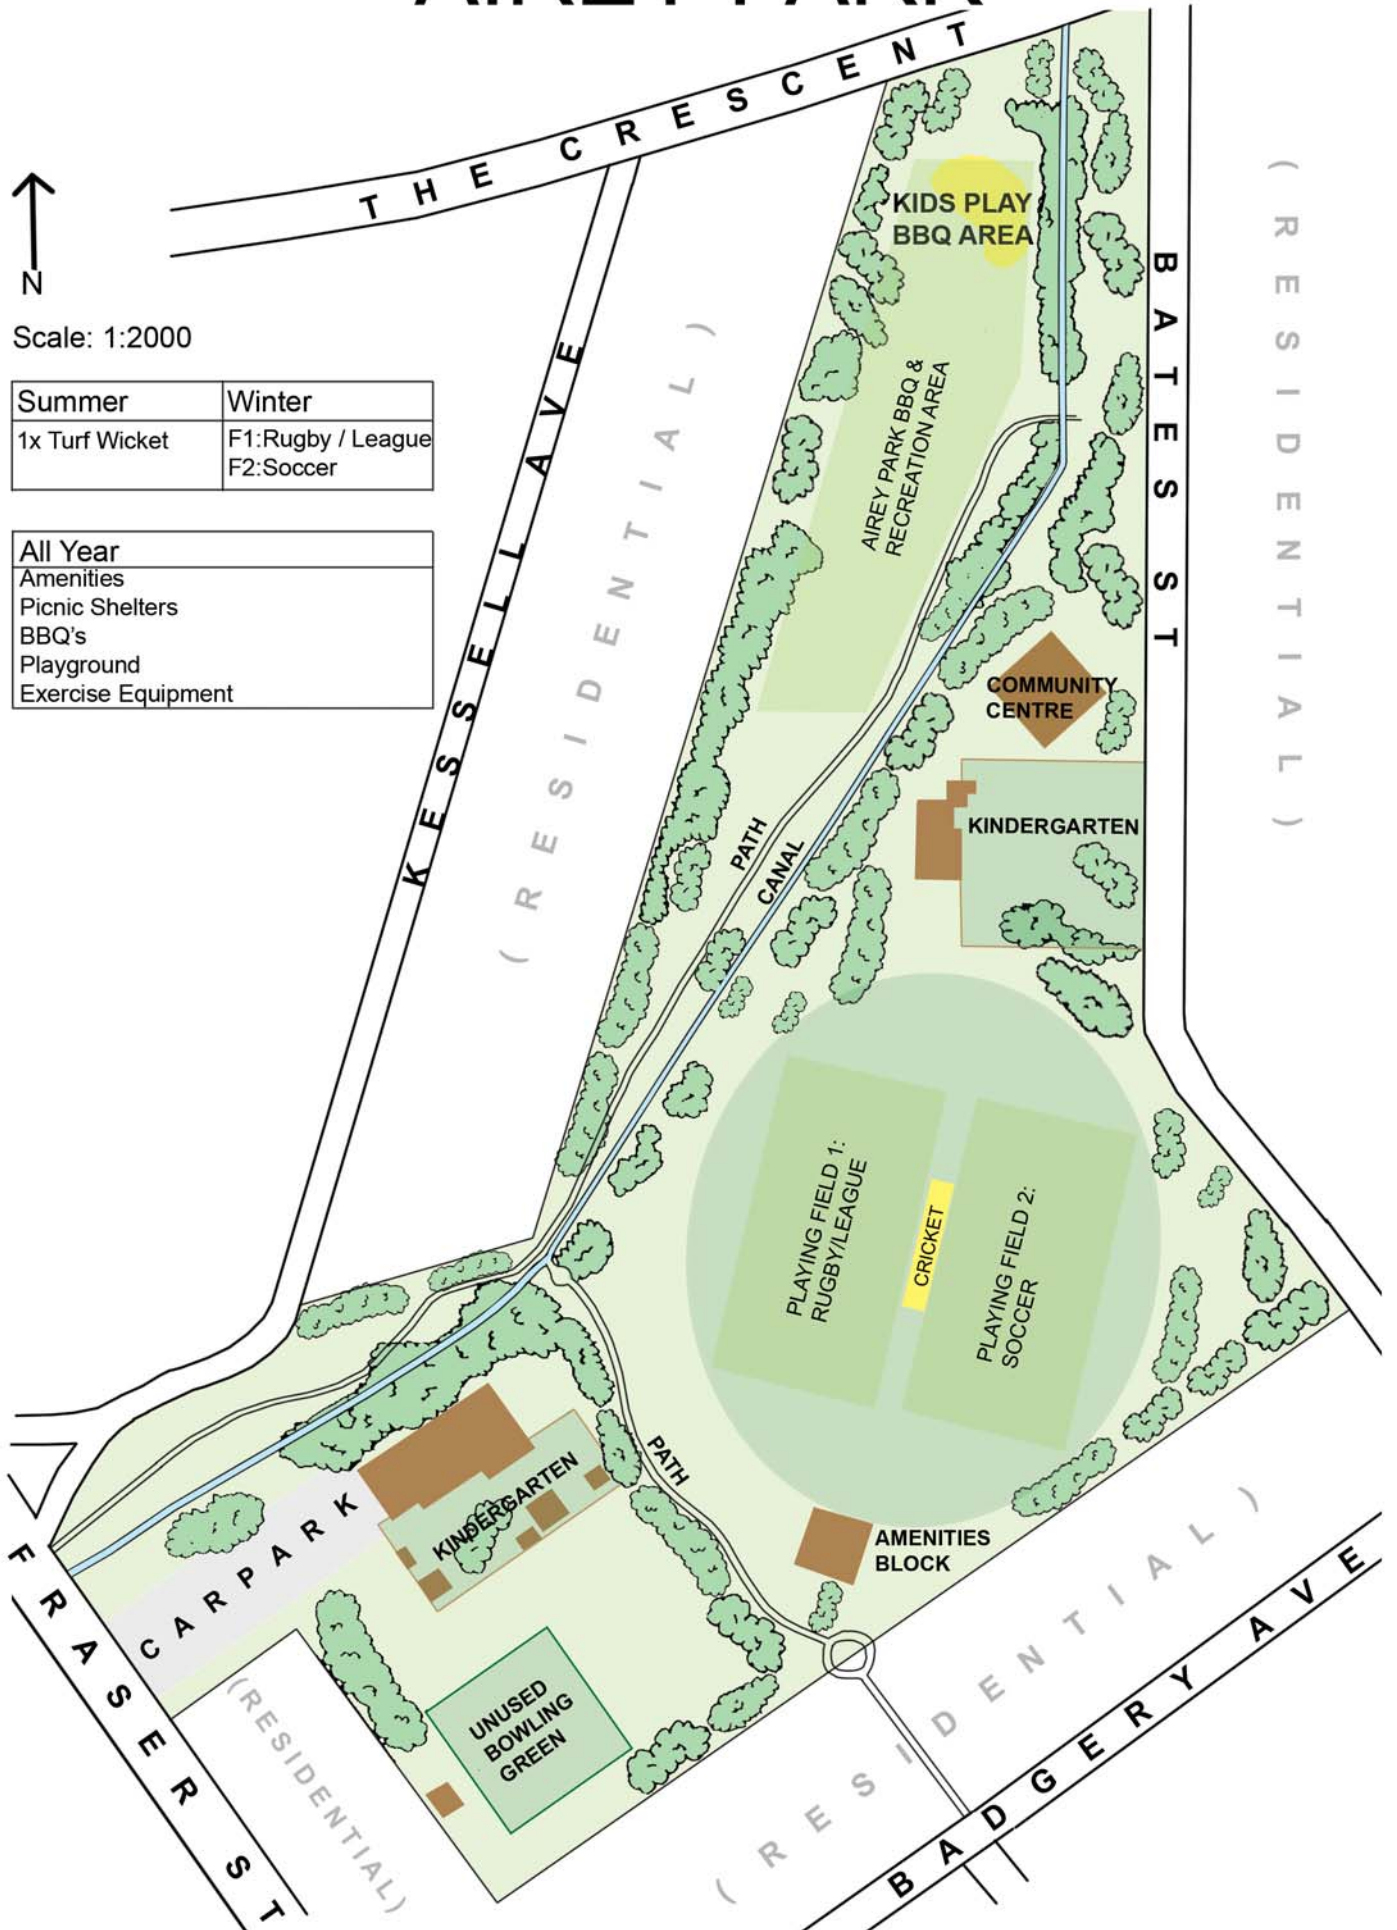 AIREY PARK
THE CRESCENT
N
Scale: 1:2000
Summer Winter
1x Turf Wicket F1:Rugby / League
F2:Soccer
All Year
Amenities
Picnic Shelters
BBQ's
Playground
Exercise Equipment
KESSELL AVE
(RESIDENTIAL)
KIDS PLAY
BBQ AREA
AIREY PARK BBQ &
RECREATION AREA
BATES ST
(RESIDENTIAL)
COMMUNITY
CENTRE
KINDERGARTEN
PATH
CANAL
PLAYING FIELD 1:
RUGBY/LEAGUE
CRICKET
PLAYING FIELD 2:
SOCCER
PATH
KINDERGARTEN
CARPARK
AMENITIES
BLOCK
UNUSED
BOWLING
GREEN
FRASER ST
(RESIDENTIAL)
(RESIDENTIAL)
BADGERY AVE